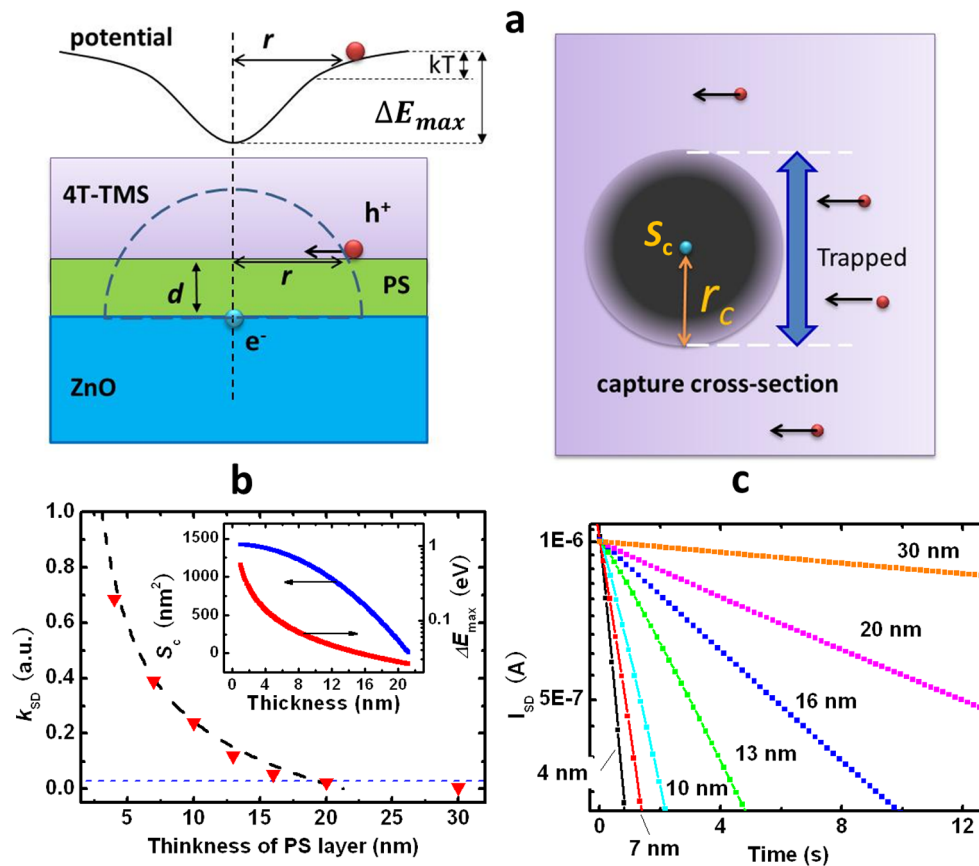 a
potential
r
kT
ΔE_max
4T-TMS
h⁺
d
r
PS
e⁻
ZnO
S_c
r_c
Trapped
capture cross-section
b
k_SD (a.u.)
1.0
0.8
0.6
0.4
0.2
0.0
5 10 15 20 25 30
Thinkness of PS layer (nm)
S_c (nm²)
1500
1000
500
0
0 4 8 12 16 20
Thickness (nm)
1
0.1
ΔE_max (eV)
c
I_SD (A)
1E-6
5E-7
30 nm
20 nm
16 nm
13 nm
10 nm
4 nm
7 nm
0 4 8 12
Time (s)